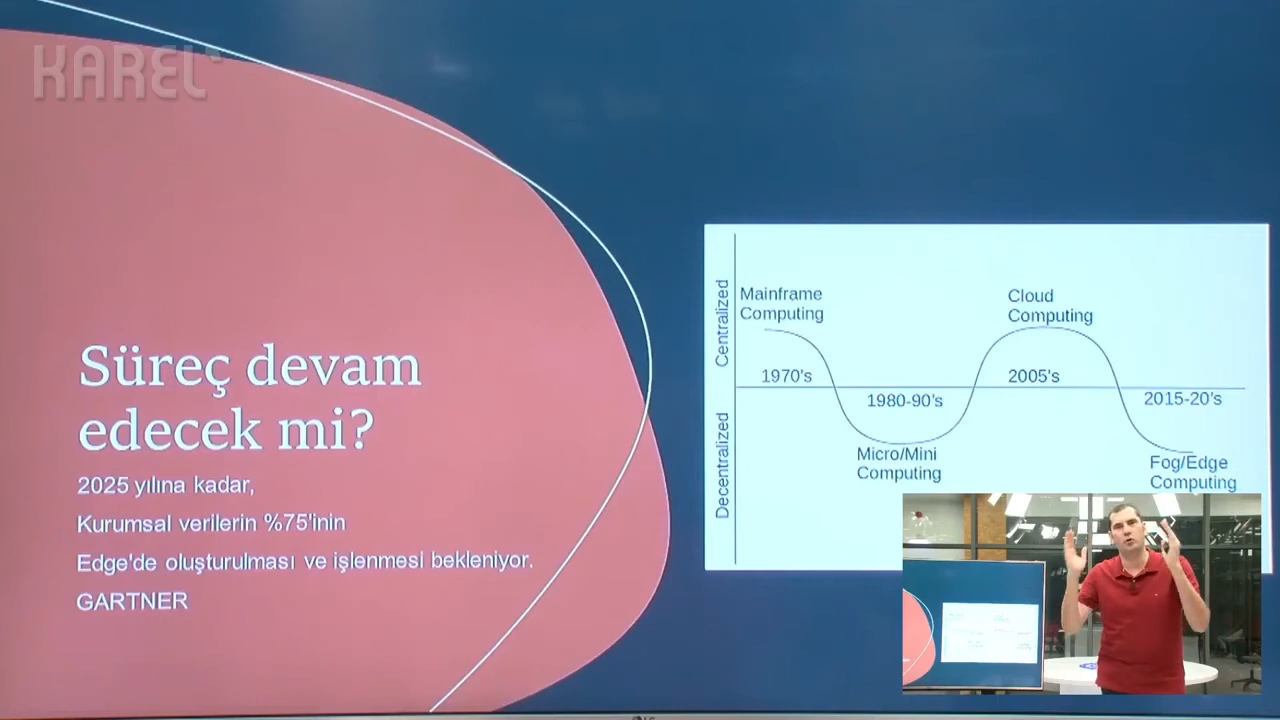 KAREL
Süreç devam
edecek mi?
2025 yılına kadar,
Kurumsal verilerin %75'inin
Edge'de oluşturulması ve işlenmesi bekleniyor.
GARTNER
Centralized
Decentralized
Mainframe
Computing
1970's
1980-90's
Micro/Mini
Computing
Cloud
Computing
2005's
2015-20's
Fog/Edge
Computing